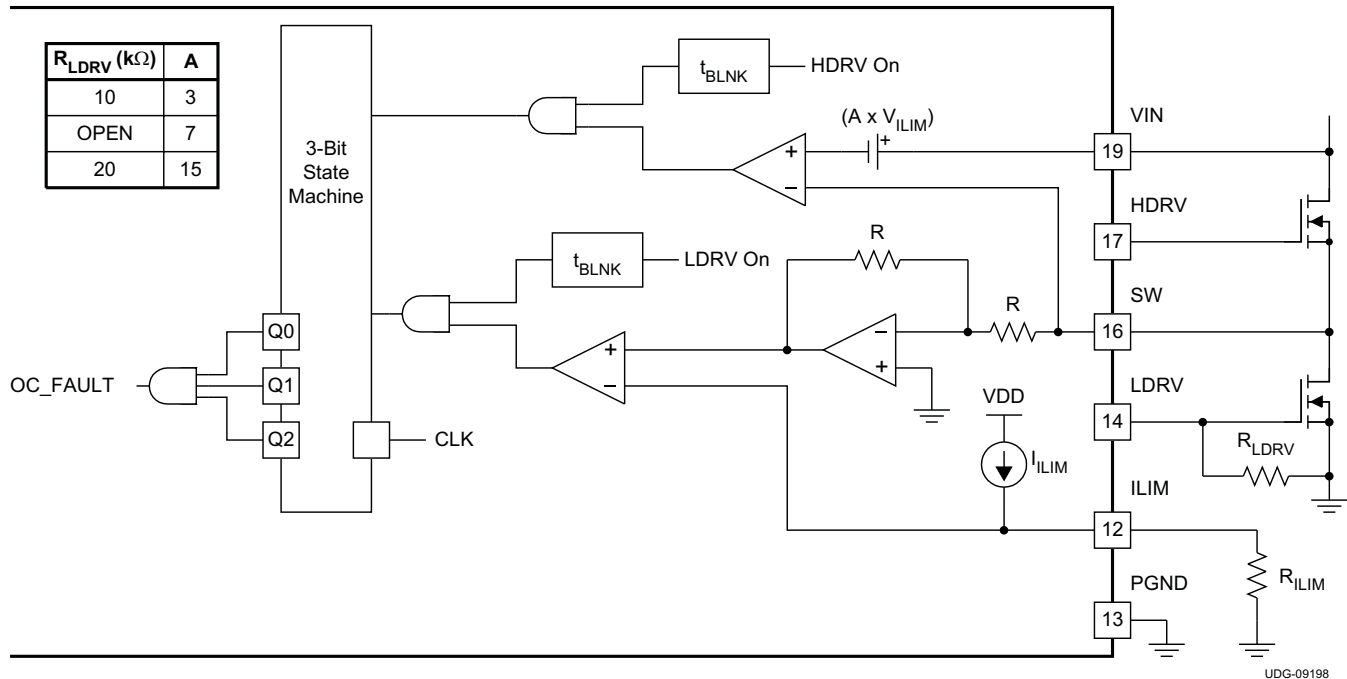 R_LDRV (kΩ) A
10 3
OPEN 7
20 15
3-Bit
State
Machine
t_BLNK
HDRV On
(A x V_ILIM)
+
+
−
VIN
19
HDRV
17
t_BLNK
LDRV On
R
R
SW
16
−
+
+
−
LDRV
14
R_LDRV
VDD
I_ILIM
ILIM
12
R_ILIM
PGND
13
Q0
Q1
Q2
OC_FAULT
CLK
UDG-09198